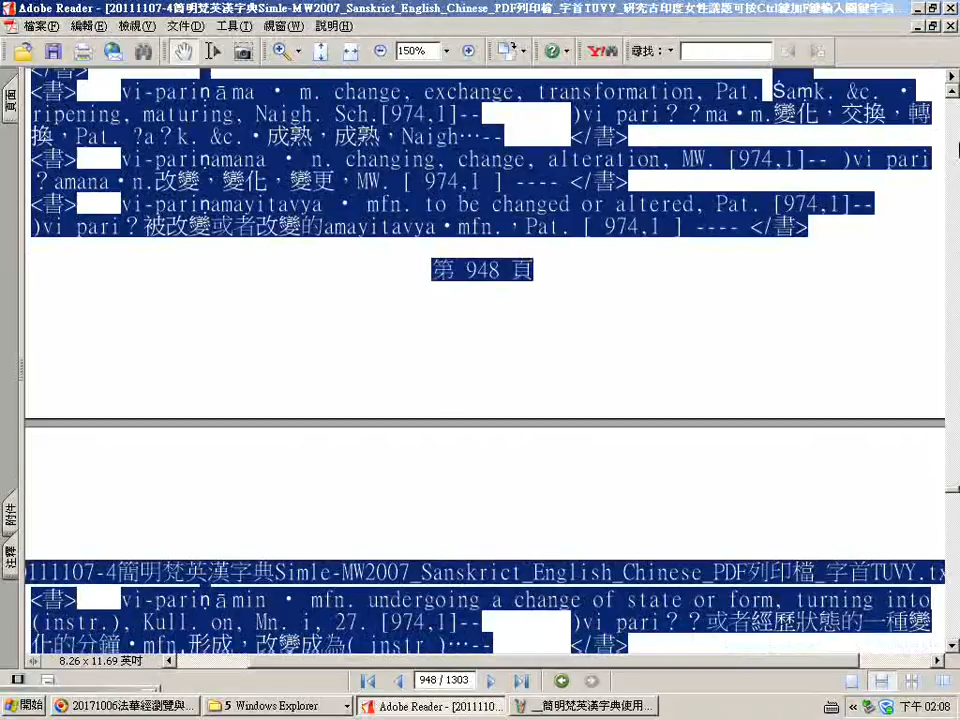 Adobe Reader - [20111107-4簡明梵英漢字典Simle-MW2007_Sanskrict_English_Chinese_PDF列印檔_字首TUVY_研究古印度女性議題可按Ctrl鍵加F鍵輸入關鍵字詞...
檔案(F) 編輯(E) 檢視(V) 文件(D) 工具(T) 視窗(W) 說明(H)
150% Y! 尋找:
頁面
</書>
<書> vi-pariṇāma • m. change, exchange, transformation, Pat. Śaṃk. &c. •
ripening, maturing, Naigh. Sch.[974,1]-- )vi pari？？ma•m.變化，交換，轉
換，Pat. ?a？k. &c.•成熟，成熟，Naigh…-- </書>
<書> vi-pariṇamana • n. changing, change, alteration, MW. [974,1]-- )vi pari
？amana•n.改變，變化，變更，MW. [ 974,1 ] ---- </書>
<書> vi-pariṇamayitavya • mfn. to be changed or altered, Pat. [974,1]--
)vi pari？被改變或者改變的amayitavya•mfn.，Pat. [ 974,1 ] ---- </書>
第 948 頁
附件
註釋
111107-4簡明梵英漢字典Simle-MW2007_Sanskrict_English_Chinese_PDF列印檔_字首TUVY.tx
<書> vi-pariṇāmin • mfn. undergoing a change of state or form, turning into
(instr.), Kull. on, Mn. i, 27. [974,1]-- )vi pari？？或者經歷狀態的一種變
化的分鐘•mfn.形成，改變成為( instr )…-- </書>
8.26 x 11.69 英吋
948 / 1303
開始 20171006法華經瀏覽與... 5 Windows Explorer Adobe Reader - [2011110... __簡明梵英漢字典使用... 下午 02:08